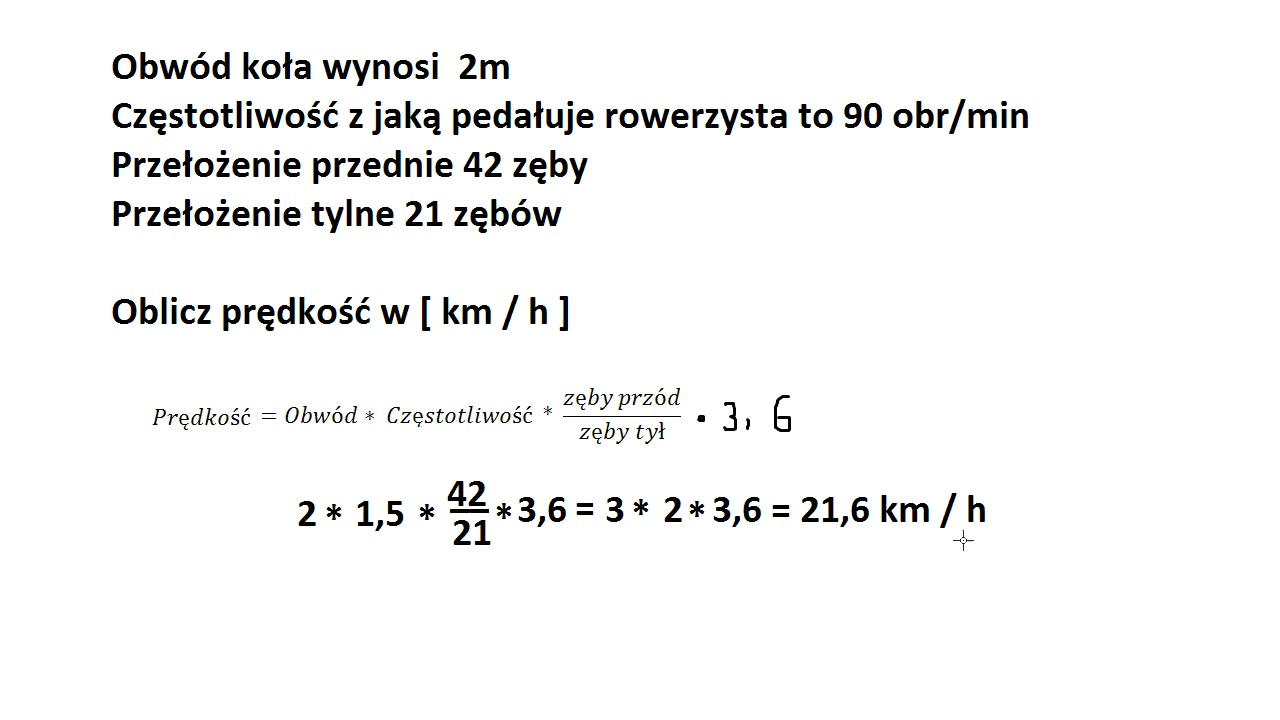 Obwód koła wynosi  2m
Częstotliwość z jaką pedałuje rowerzysta to 90 obr/min
Przełożenie przednie 42 zęby
Przełożenie tylne 21 zębów
Oblicz prędkość w [ km / h ]
Prędkość = Obwód * Częstotliwość * zęby przód / zęby tył · 3,6
2 * 1,5 * 42 / 21 * 3,6 = 3 * 2 * 3,6 = 21,6 km / h